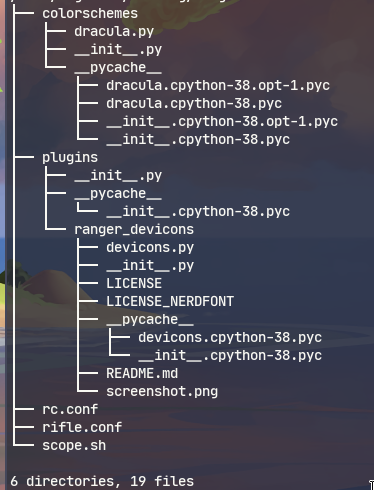 ├── colorschemes
│   ├── dracula.py
│   ├── __init__.py
│   └── __pycache__
│       ├── dracula.cpython-38.opt-1.pyc
│       ├── dracula.cpython-38.pyc
│       ├── __init__.cpython-38.opt-1.pyc
│       └── __init__.cpython-38.pyc
├── plugins
│   ├── __init__.py
│   ├── __pycache__
│   │   └── __init__.cpython-38.pyc
│   └── ranger_devicons
│       ├── devicons.py
│       ├── __init__.py
│       ├── LICENSE
│       ├── LICENSE_NERDFONT
│       ├── __pycache__
│       │   ├── devicons.cpython-38.pyc
│       │   └── __init__.cpython-38.pyc
│       ├── README.md
│       └── screenshot.png
├── rc.conf
├── rifle.conf
└── scope.sh

6 directories, 19 files